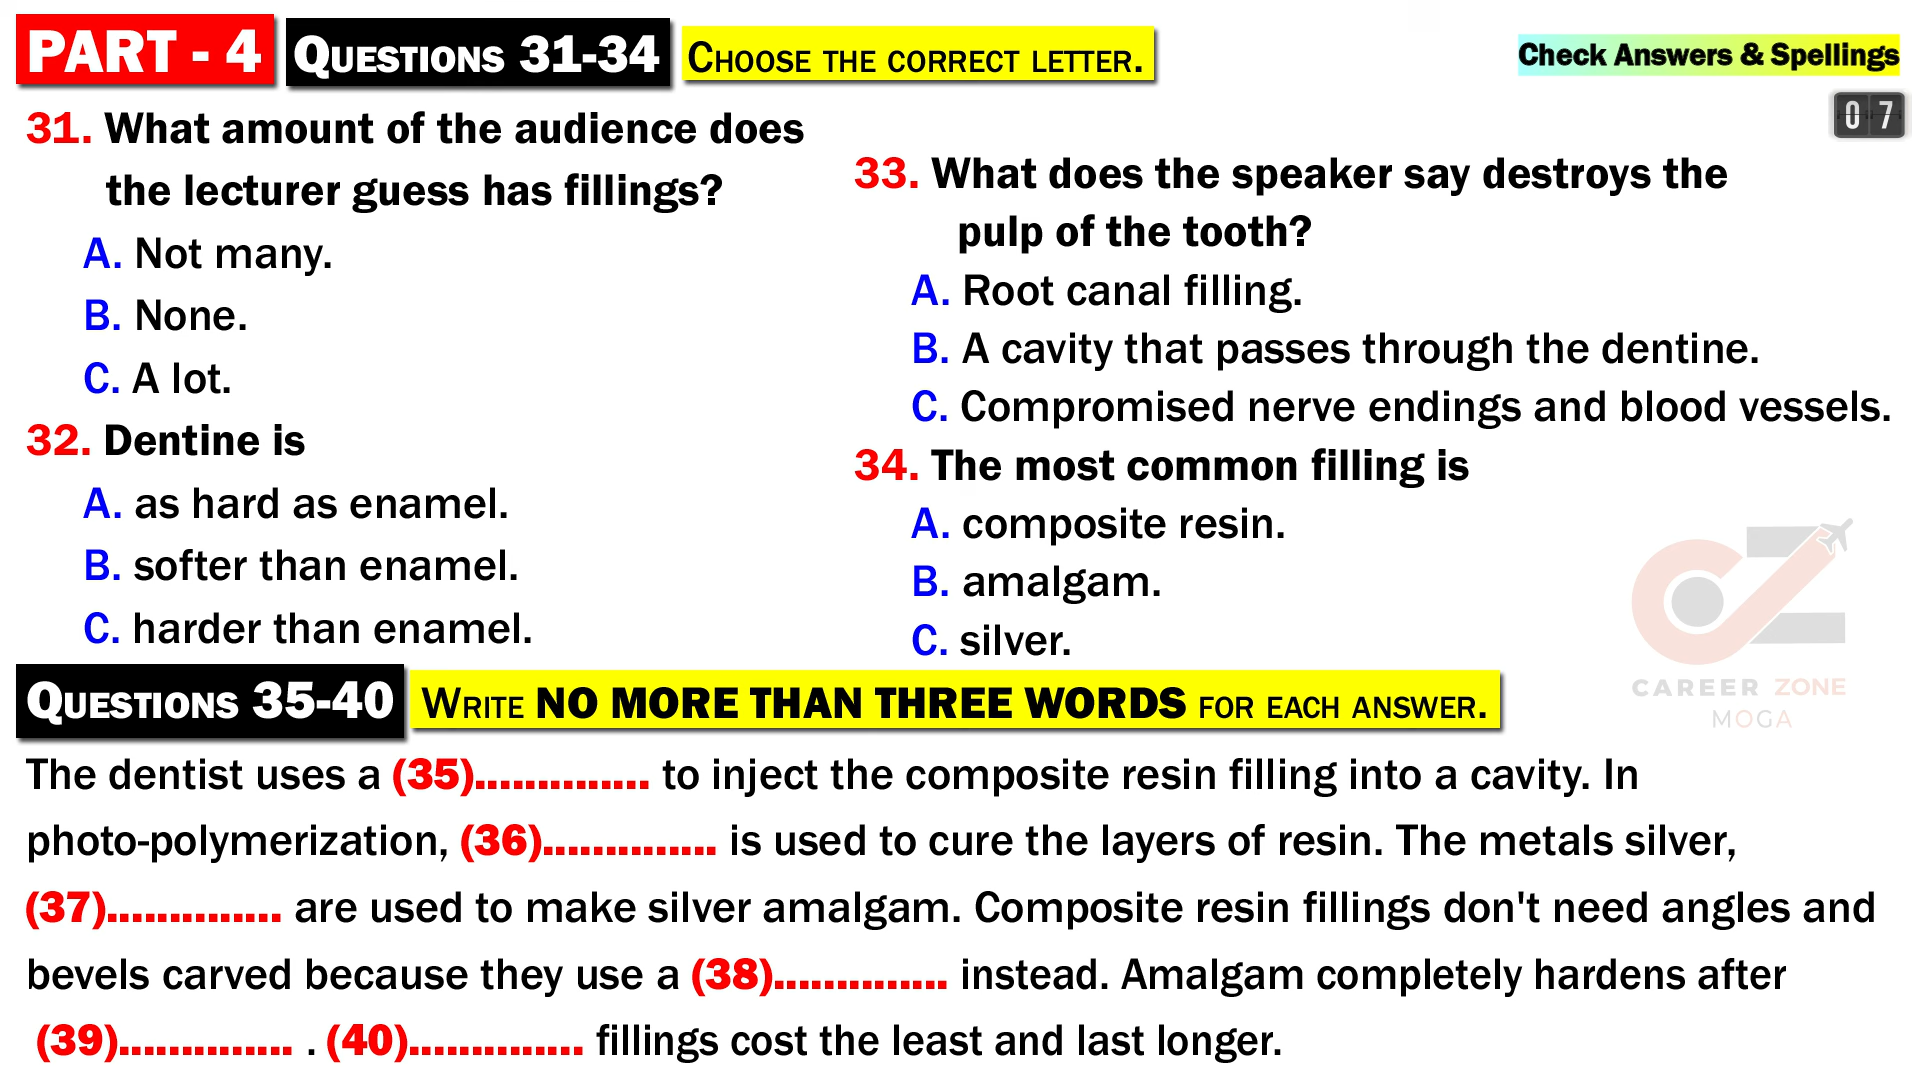 PART - 4
QUESTIONS 31-34
CHOOSE THE CORRECT LETTER.
Check Answers & Spellings
07
31. What amount of the audience does
the lecturer guess has fillings?
A. Not many.
B. None.
C. A lot.
32. Dentine is
A. as hard as enamel.
B. softer than enamel.
C. harder than enamel.
33. What does the speaker say destroys the
pulp of the tooth?
A. Root canal filling.
B. A cavity that passes through the dentine.
C. Compromised nerve endings and blood vessels.
34. The most common filling is
A. composite resin.
B. amalgam.
C. silver.
CAREER ZONE
MOGA
QUESTIONS 35-40
WRITE NO MORE THAN THREE WORDS FOR EACH ANSWER.
The dentist uses a (35).............. to inject the composite resin filling into a cavity. In
photo-polymerization, (36).............. is used to cure the layers of resin. The metals silver,
(37).............. are used to make silver amalgam. Composite resin fillings don't need angles and
bevels carved because they use a (38).............. instead. Amalgam completely hardens after
(39).............. . (40).............. fillings cost the least and last longer.